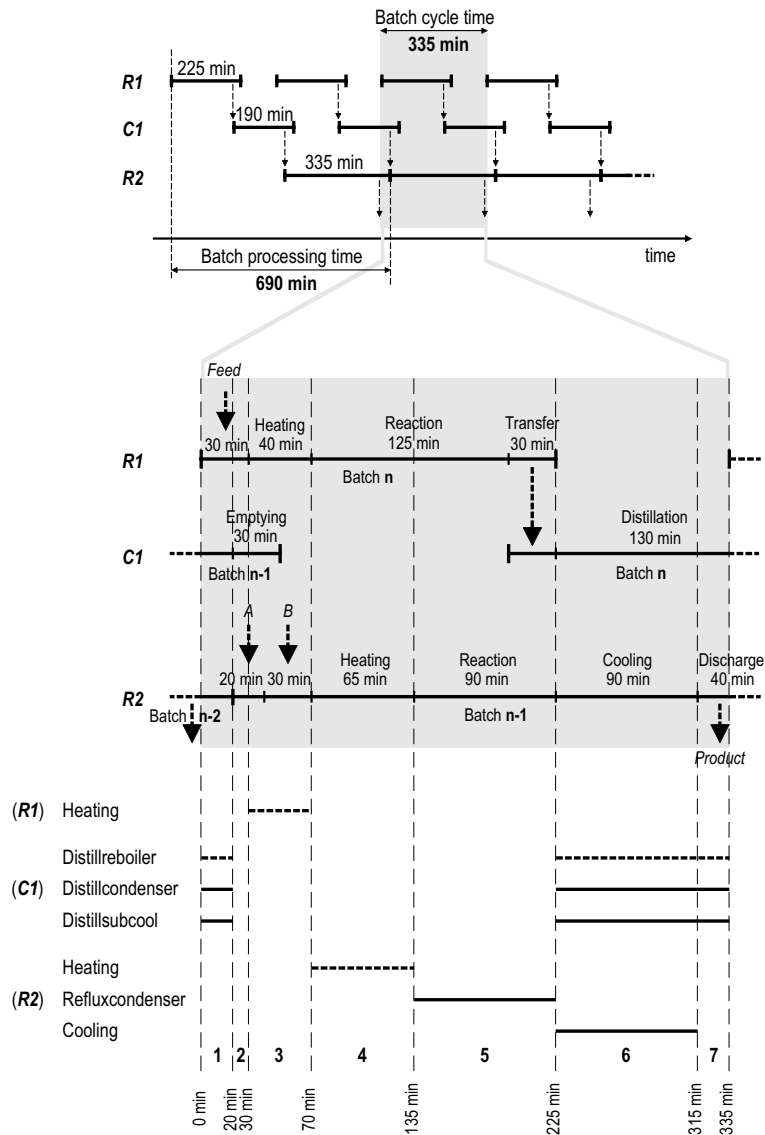 Batch cycle time
335 min
R1
225 min
C1
190 min
R2
335 min
Batch processing time
690 min
time
Feed
30 min
Heating
40 min
Reaction
125 min
Transfer
30 min
R1
Batch n
Emptying
30 min
Distillation
130 min
C1
Batch n-1
Batch n
A
B
20 min
30 min
Heating
65 min
Reaction
90 min
Cooling
90 min
Discharge
40 min
R2
Batch n-2
Batch n-1
Product
(R1) Heating
Distillreboiler
(C1) Distillcondenser
Distillsubcool
Heating
(R2) Refluxcondenser
Cooling
1 2 3 4 5 6 7
0 min
20 min
30 min
70 min
135 min
225 min
315 min
335 min